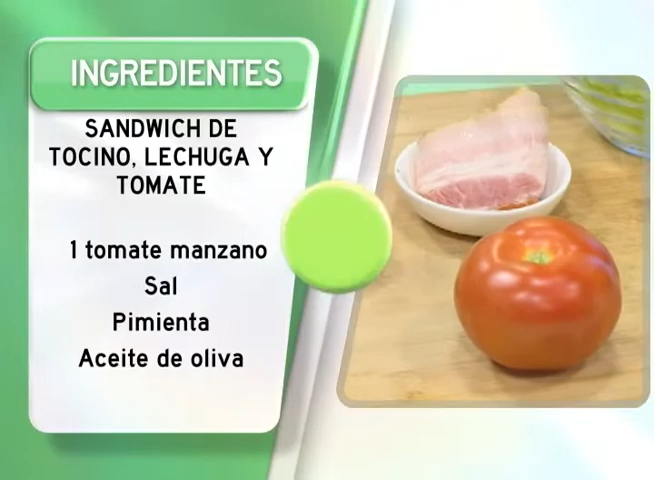 INGREDIENTES
SANDWICH DE
TOCINO, LECHUGA Y
TOMATE
1 tomate manzano
Sal
Pimienta
Aceite de oliva